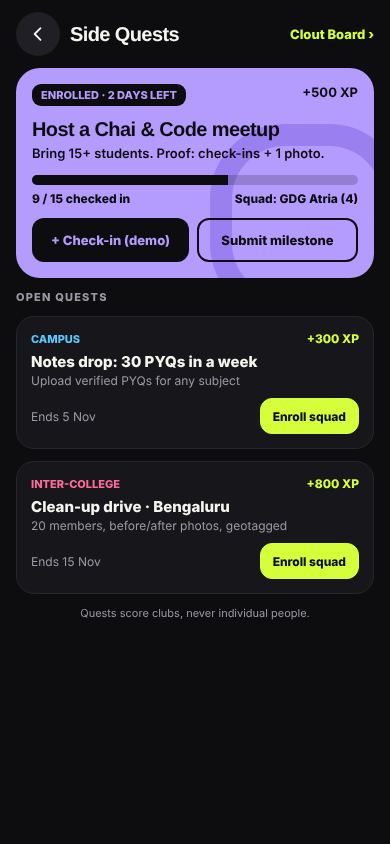 Side Quests
Clout Board ›
ENROLLED · 2 DAYS LEFT
+500 XP
Host a Chai & Code meetup
Bring 15+ students. Proof: check-ins + 1 photo.
9 / 15 checked in
Squad: GDG Atria (4)
+ Check-in (demo)
Submit milestone
OPEN QUESTS
CAMPUS
+300 XP
Notes drop: 30 PYQs in a week
Upload verified PYQs for any subject
Ends 5 Nov
Enroll squad
INTER-COLLEGE
+800 XP
Clean-up drive · Bengaluru
20 members, before/after photos, geotagged
Ends 15 Nov
Enroll squad
Quests score clubs, never individual people.